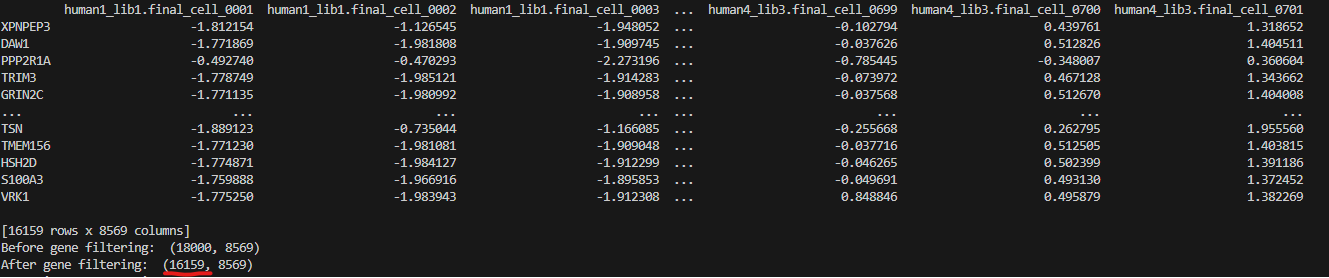 human1_lib1.final_cell_0001 human1_lib1.final_cell_0002 human1_lib1.final_cell_0003 ... human4_lib3.final_cell_0699 human4_lib3.final_cell_0700 human4_lib3.final_cell_0701
XPNPEP3 -1.812154 -1.126545 -1.948052 ... -0.102794 0.439761 1.318652
DAW1 -1.771869 -1.981808 -1.909745 ... -0.037626 0.512826 1.404511
PPP2R1A -0.492740 -0.470293 -2.273196 ... -0.785445 -0.348007 0.360604
TRIM3 -1.778749 -1.985121 -1.914283 ... -0.073972 0.467128 1.343662
GRIN2C -1.771135 -1.980992 -1.908958 ... -0.037568 0.512670 1.404008
... ... ... ... ... ... ... ...
TSN -1.889123 -0.735044 -1.166085 ... -0.255668 0.262795 1.955560
TMEM156 -1.771230 -1.981081 -1.909048 ... -0.037716 0.512505 1.403815
HSH2D -1.774871 -1.984127 -1.912299 ... -0.046265 0.502399 1.391186
S100A3 -1.759888 -1.966916 -1.895853 ... -0.049691 0.493130 1.372452
VRK1 -1.775250 -1.983943 -1.912308 ... 0.848846 0.495879 1.382269
[16159 rows x 8569 columns]
Before gene filtering: (18000, 8569)
After gene filtering: (16159, 8569)